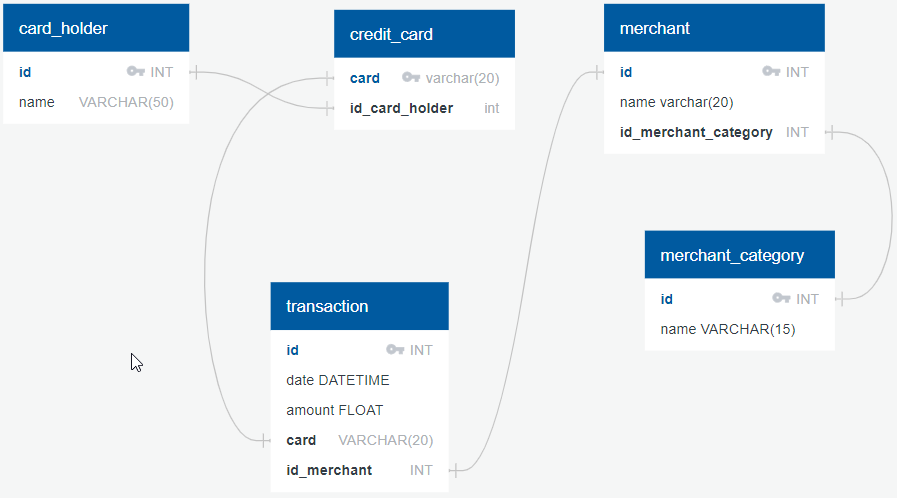 card_holder
id INT
name VARCHAR(50)
credit_card
card varchar(20)
id_card_holder int
merchant
id INT
name varchar(20)
id_merchant_category INT
merchant_category
id INT
name VARCHAR(15)
transaction
id INT
date DATETIME
amount FLOAT
card VARCHAR(20)
id_merchant INT